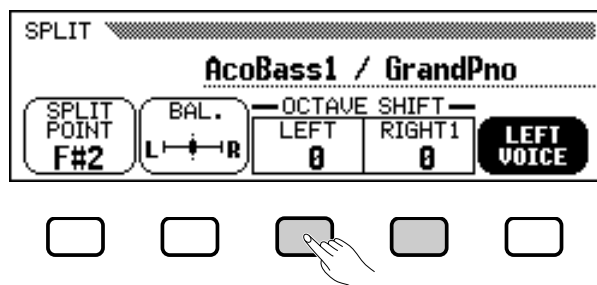 SPLIT
AcoBass1 / GrandPno
SPLIT POINT
F#2
BAL.
L R
OCTAVE SHIFT
LEFT
0
RIGHT1
0
LEFT
VOICE